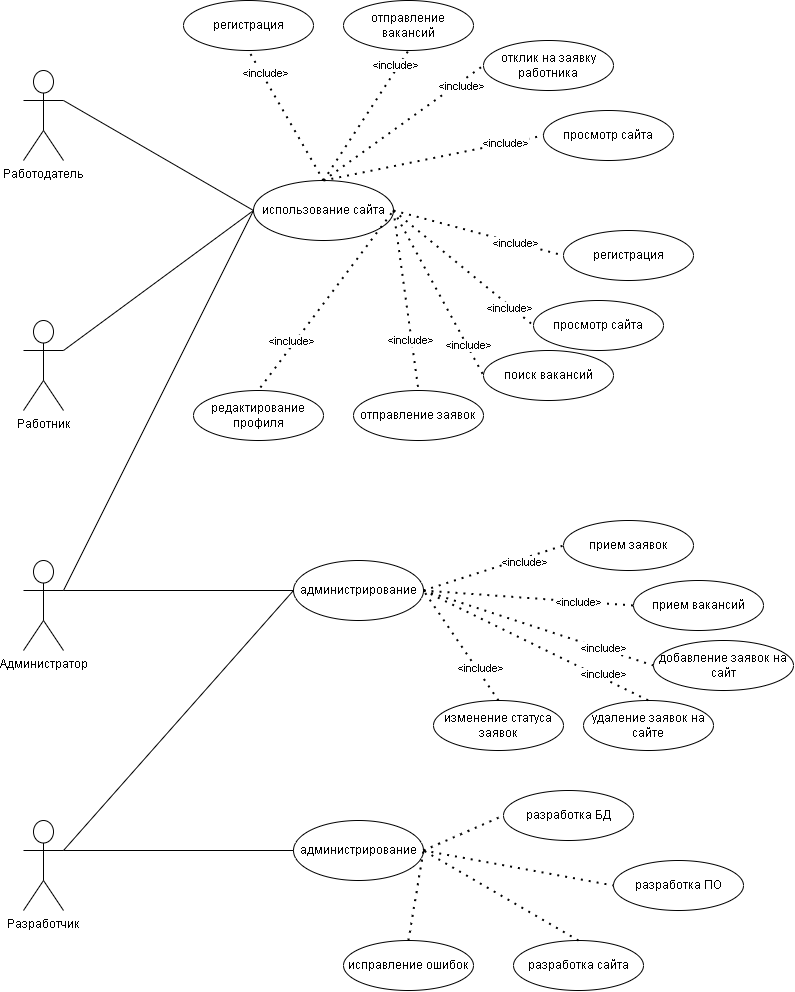 регистрация
отправление
вакансий
<include>
<include>
отклик на заявку
работника
<include>
просмотр сайта
<include>
Работодатель
использование сайта
регистрация
<include>
просмотр сайта
<include>
поиск вакансий
<include>
отправление заявок
<include>
редактирование
профиля
<include>
Работник
прием заявок
<include>
администрирование
прием вакансий
<include>
добавление заявок на
сайт
<include>
удаление заявок на
сайте
<include>
изменение статуса
заявок
<include>
Администратор
разработка БД
администрирование
разработка ПО
исправление ошибок
разработка сайта
Разработчик